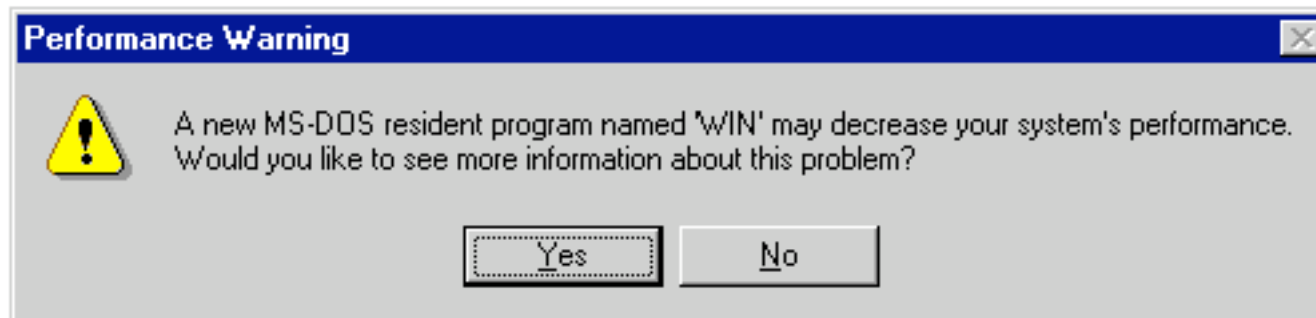 Performance Warning
A new MS-DOS resident program named 'WIN' may decrease your system's performance.
Would you like to see more information about this problem?
Yes No